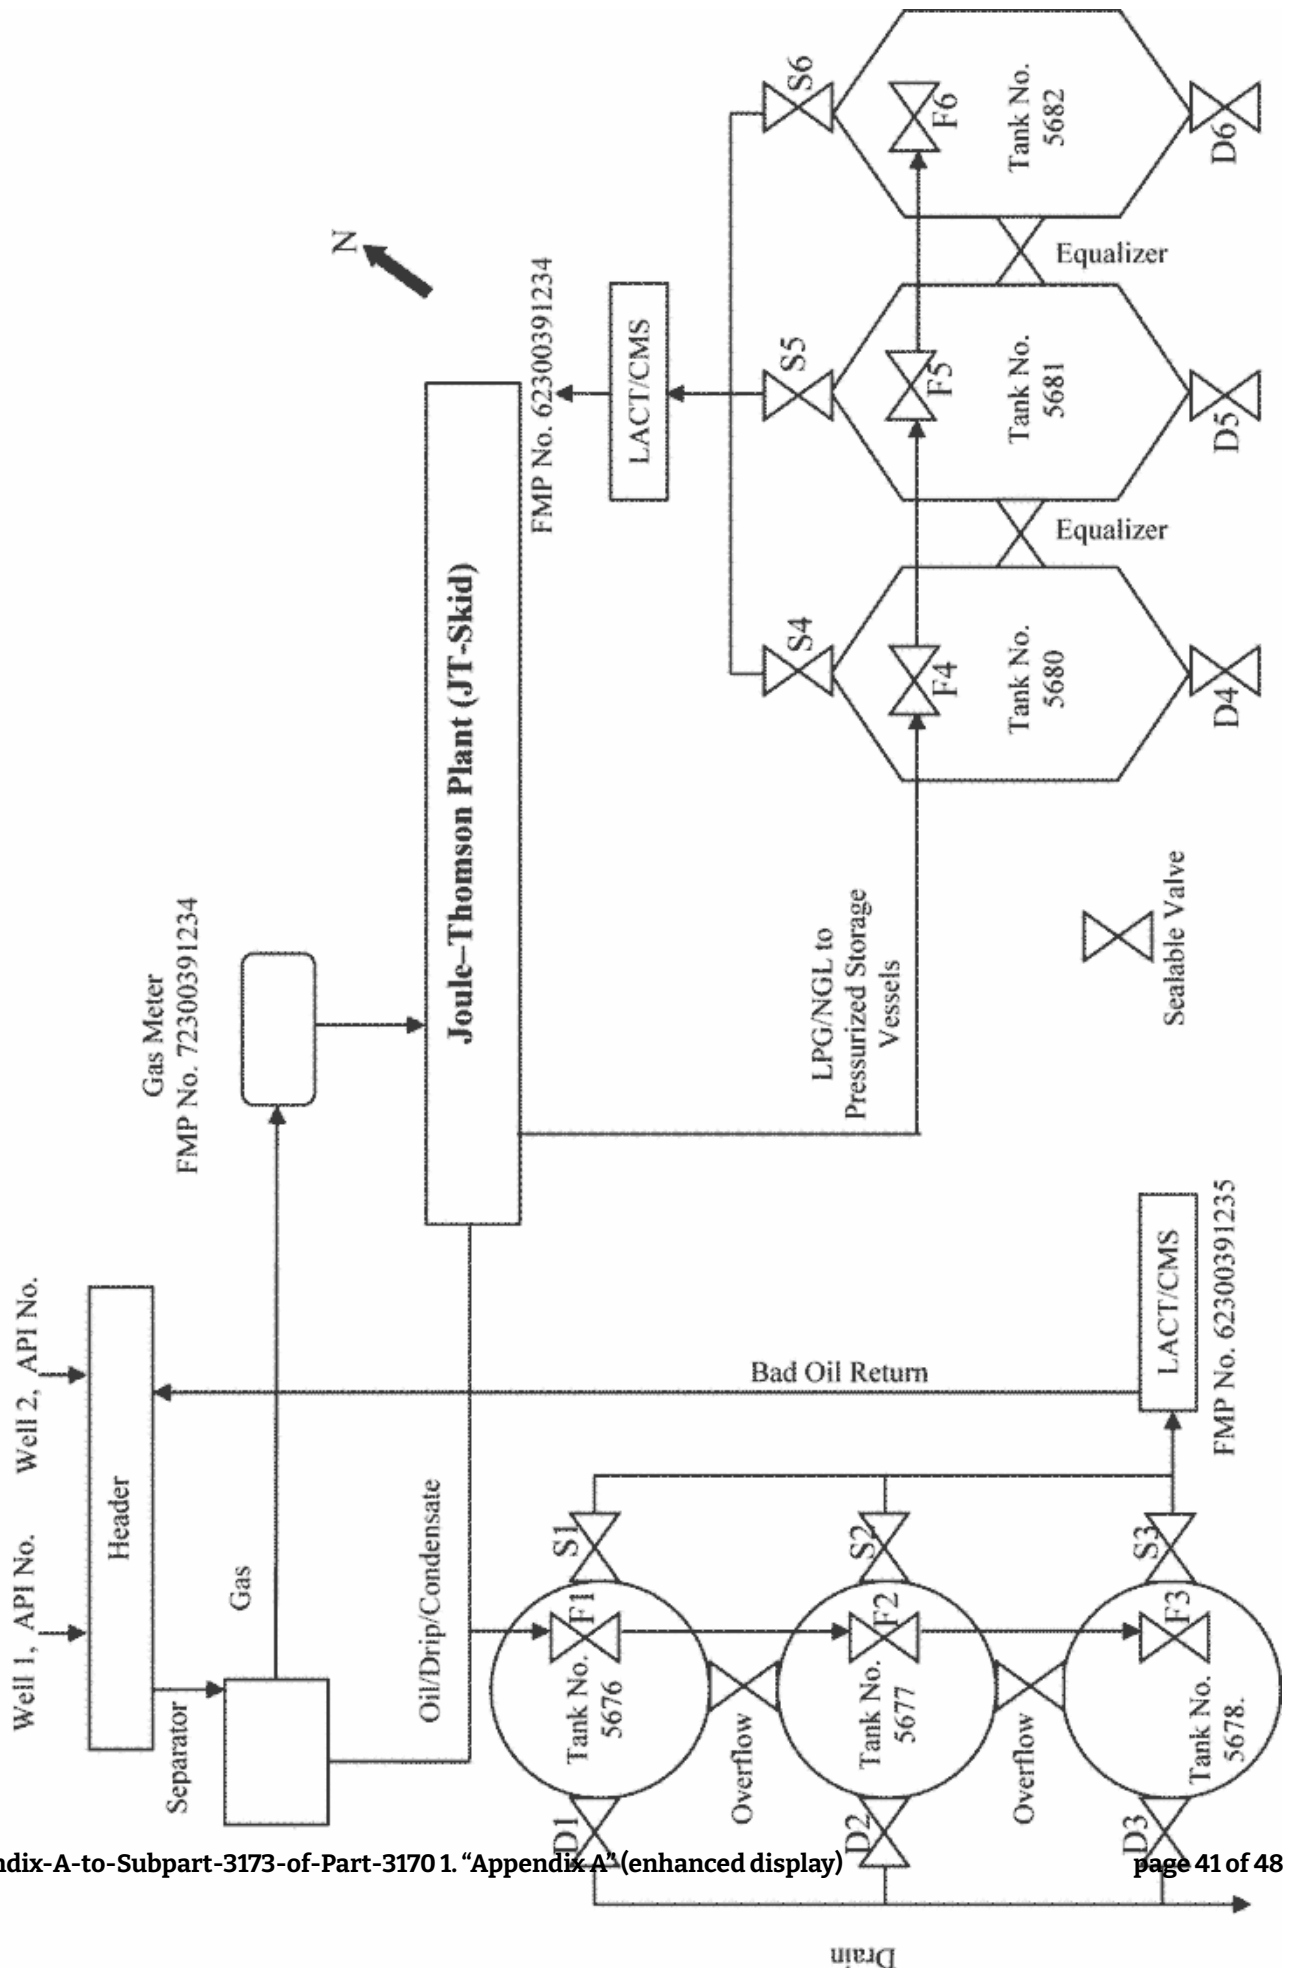 Well 1, API No.
Well 2, API No.
Header
Separator
Gas
Gas Meter
FMP No. 72300391234
Joule–Thomson Plant (JT-Skid)
N
Oil/Drip/Condensate
Bad Oil Return
LPG/NGL to
Pressurized Storage
Vessels
FMP No. 62300391234
LACT/CMS
S4
S5
S6
F4
F5
F6
Tank No.
5680
Tank No.
5681
Tank No.
5682
Equalizer
Equalizer
D4
D5
D6
Sealable Valve
S1
S2
S3
F1
F2
F3
Tank No.
5676
Tank No.
5677
Tank No.
5678.
Overflow
Overflow
D1
D2
D3
LACT/CMS
FMP No. 62300391235
Drain
ndix-A-to-Subpart-3173-of-Part-3170 1. “Appendix A” (enhanced display)
page 41 of 48